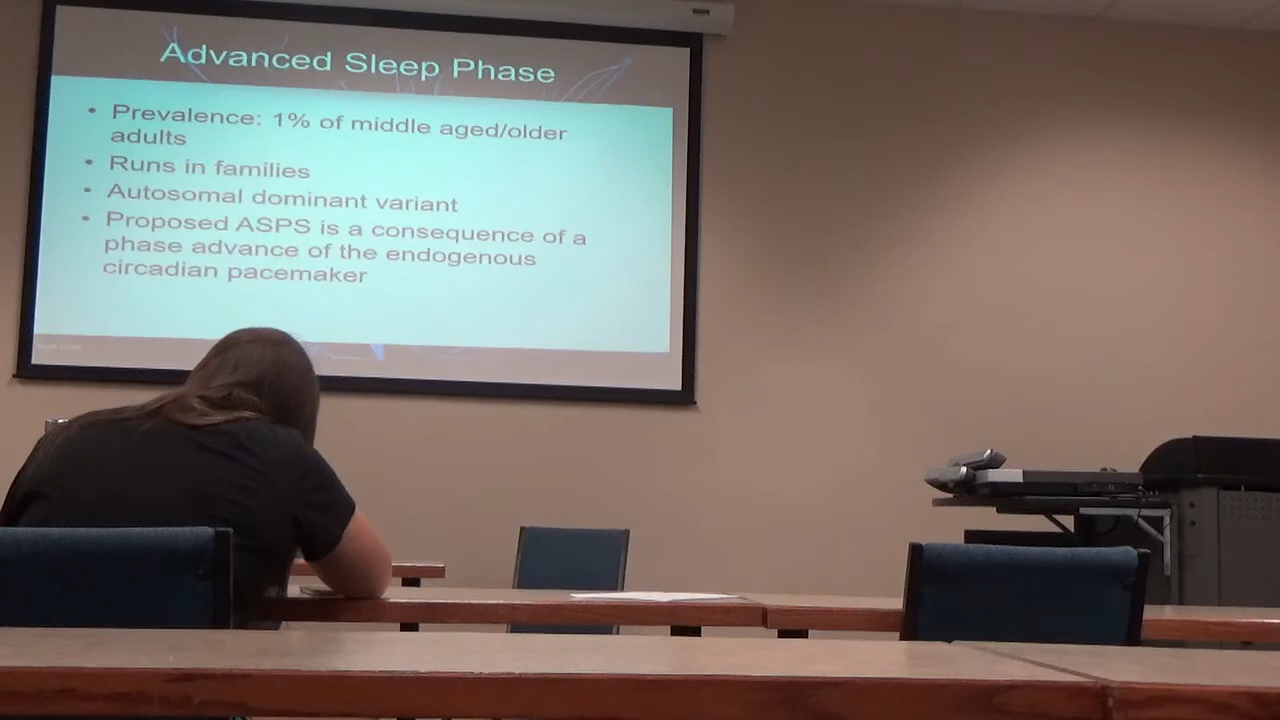 Advanced Sleep Phase
• Prevalence: 1% of middle aged/older
adults
• Runs in families
• Autosomal dominant variant
• Proposed ASPS is a consequence of a
phase advance of the endogenous
circadian pacemaker